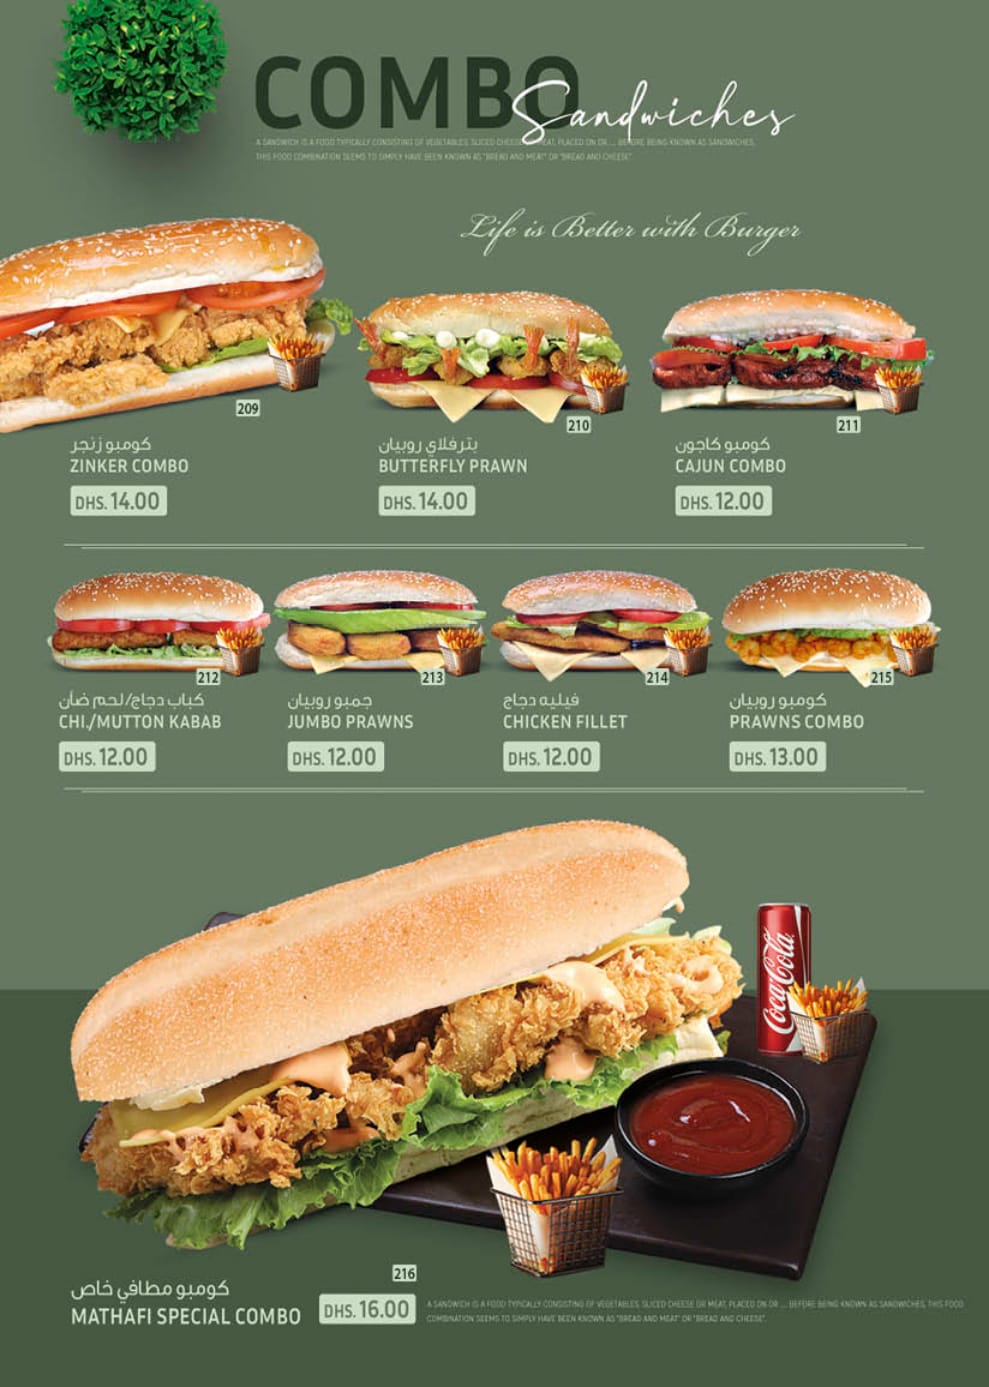 COMBO
Sandwiches
A SANDWICH IS A FOOD TYPICALLY CONSISTING OF VEGETABLES, SLICED CHEESE OR MEAT, PLACED ON OR ... BEFORE BEING KNOWN AS SANDWICHES,
THIS FOOD COMBINATION SEEMS TO SIMPLY HAVE BEEN KNOWN AS "BREAD AND MEAT" OR "BREAD AND CHEESE".
Life is Better with Burger
209
كومبو زنجر
ZINKER COMBO
DHS. 14.00
210
بترفلاي روبيان
BUTTERFLY PRAWN
DHS. 14.00
211
كومبو كاجون
CAJUN COMBO
DHS. 12.00
212
كباب دجاج/لحم ضأن
CHI./MUTTON KABAB
DHS. 12.00
213
جمبو روبيان
JUMBO PRAWNS
DHS. 12.00
214
فيليه دجاج
CHICKEN FILLET
DHS. 12.00
215
كومبو روبيان
PRAWNS COMBO
DHS. 13.00
Coca-Cola
216
كومبو مطافي خاص
MATHAFI SPECIAL COMBO
DHS. 16.00
A SANDWICH IS A FOOD TYPICALLY CONSISTING OF VEGETABLES, SLICED CHEESE OR MEAT, PLACED ON OR ... BEFORE BEING KNOWN AS SANDWICHES, THIS FOOD
COMBINATION SEEMS TO SIMPLY HAVE BEEN KNOWN AS "BREAD AND MEAT" OR "BREAD AND CHEESE".